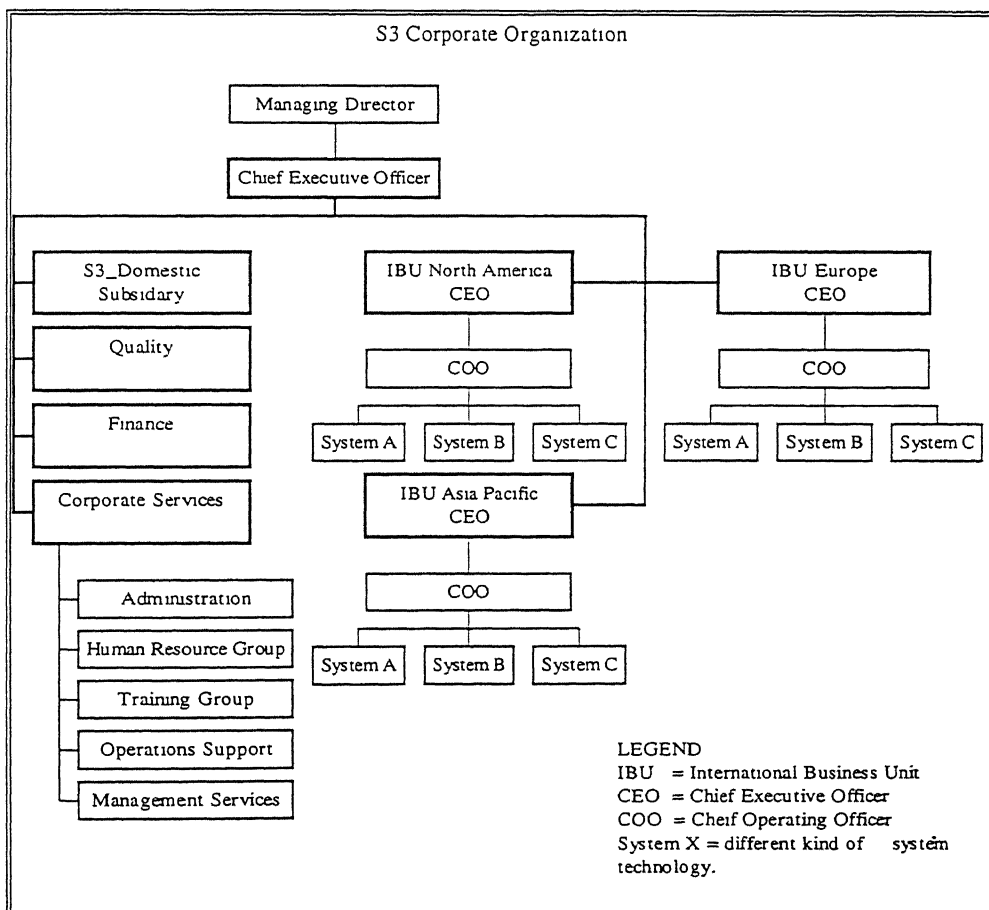 S3 Corporate Organization
Managing Director
Chief Executive Officer
S3_Domestic
Subsidary
Quality
Finance
Corporate Services
Administration
Human Resource Group
Training Group
Operations Support
Management Services
IBU North America
CEO
COO
System A
System B
System C
IBU Asia Pacific
CEO
COO
System A
System B
System C
IBU Europe
CEO
COO
System A
System B
System C
LEGEND
IBU = International Business Unit
CEO = Chief Executive Officer
COO = Cheif Operating Officer
System X = different kind of system
technology.